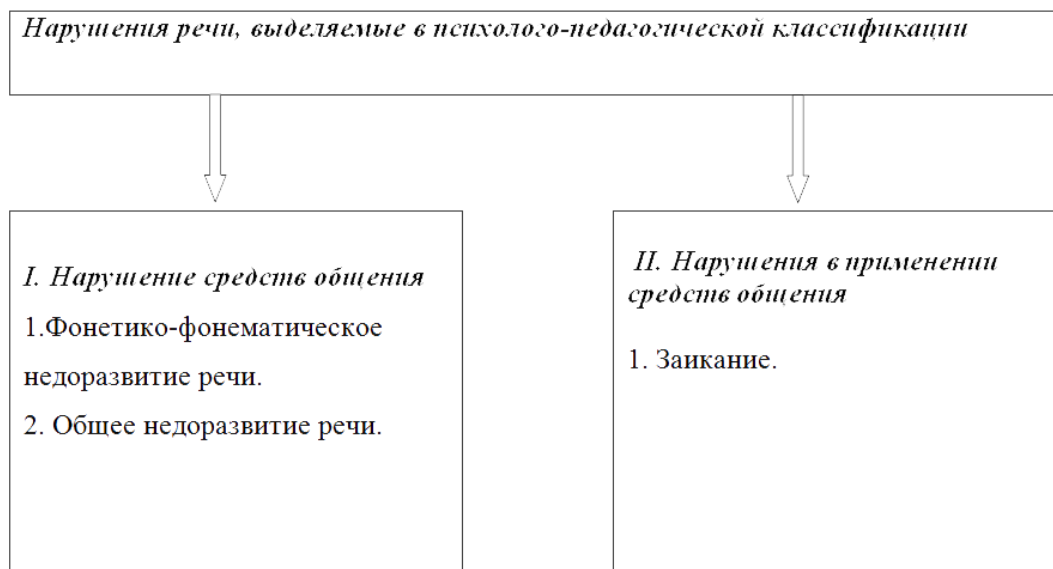 Нарушения речи, выделяемые в психолого-педагогической классификации
I. Нарушение средств общения
1.Фонетико-фонематическое
недоразвитие речи.
2. Общее недоразвитие речи.
II. Нарушения в применении
средств общения
1. Заикание.